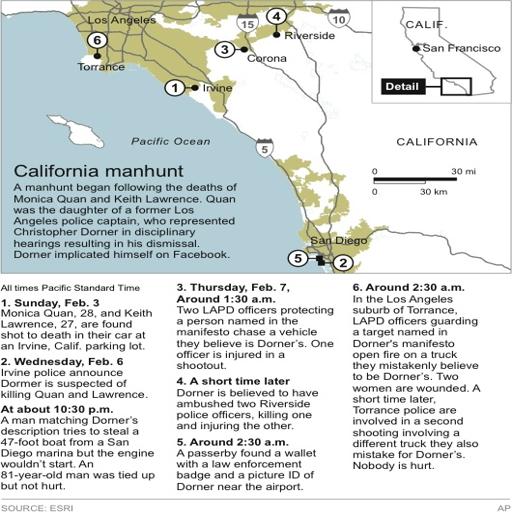 Los Angeles
6
Torrance
15
4
10
Riverside
3
Corona
1
Irvine
CALIF.
San Francisco
Detail
Pacific Ocean
5
CALIFORNIA
30 mi
30 km
San Diego
5
2
California manhunt
A manhunt began following the deaths of
Monica Quan and Keith Lawrence. Quan
was the daughter of a former Los
Angeles police captain, who represented
Christopher Dorner in disciplinary
hearings resulting in his dismissal.
Dorner implicated himself on Facebook.
All times Pacific Standard Time
1. Sunday, Feb. 3
Monica Quan, 28, and Keith
Lawrence, 27, are found
shot to death in their car at
an Irvine, Calif. parking lot.
2. Wednesday, Feb. 6
Irvine police announce
Dormer is suspected of
killing Quan and Lawrence.
At about 10:30 p.m.
A man matching Dorner's
description tries to steal a
47-foot boat from a San
Diego marina but the engine
wouldn't start. An
81-year-old man was tied up
but not hurt.
3. Thursday, Feb. 7,
Around 1:30 a.m.
Two LAPD officers protecting
a person named in the
manifesto chase a vehicle
they believe is Dorner's. One
officer is injured in a
shootout.
4. A short time later
Dorner is believed to have
ambushed two Riverside
police officers, killing one
and injuring the other.
5. Around 2:30 a.m.
A passerby found a wallet
with a law enforcement
badge and a picture ID of
Dorner near the airport.
6. Around 2:30 a.m.
In the Los Angeles
suburb of Torrance,
LAPD officers guarding
a target named in
Dorner's manifesto
open fire on a truck
they mistakenly believe
to be Dorner's. Two
women are wounded. A
short time later,
Torrance police are
involved in a second
shooting involving a
different truck they also
mistake for Dorner's.
Nobody is hurt.
SOURCE: ESRI
AP